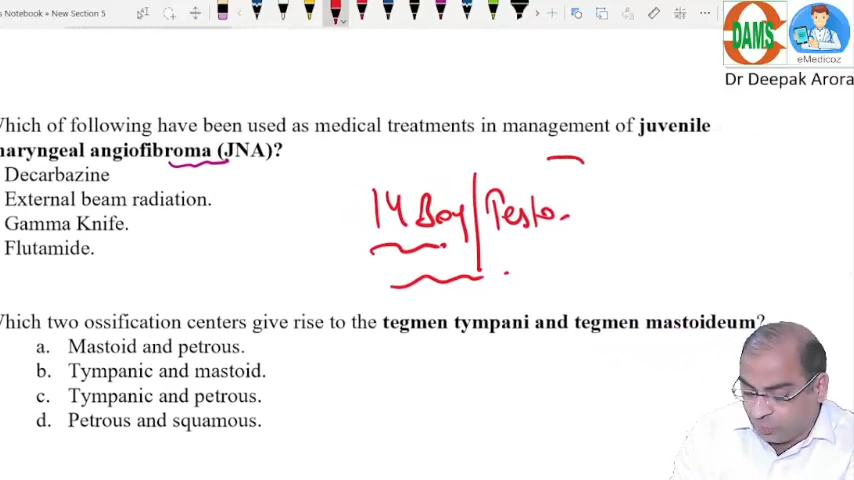 s Notebook » New Section 5
DAMS
eMedicoz
Dr Deepak Arora
Which of following have been used as medical treatments in management of juvenile
naryngeal angiofibroma (JNA)?
Decarbazine
External beam radiation.
Gamma Knife.
Flutamide.
14 Boy / Testo-
Which two ossification centers give rise to the tegmen tympani and tegmen mastoideum?
a. Mastoid and petrous.
b. Tympanic and mastoid.
c. Tympanic and petrous.
d. Petrous and squamous.